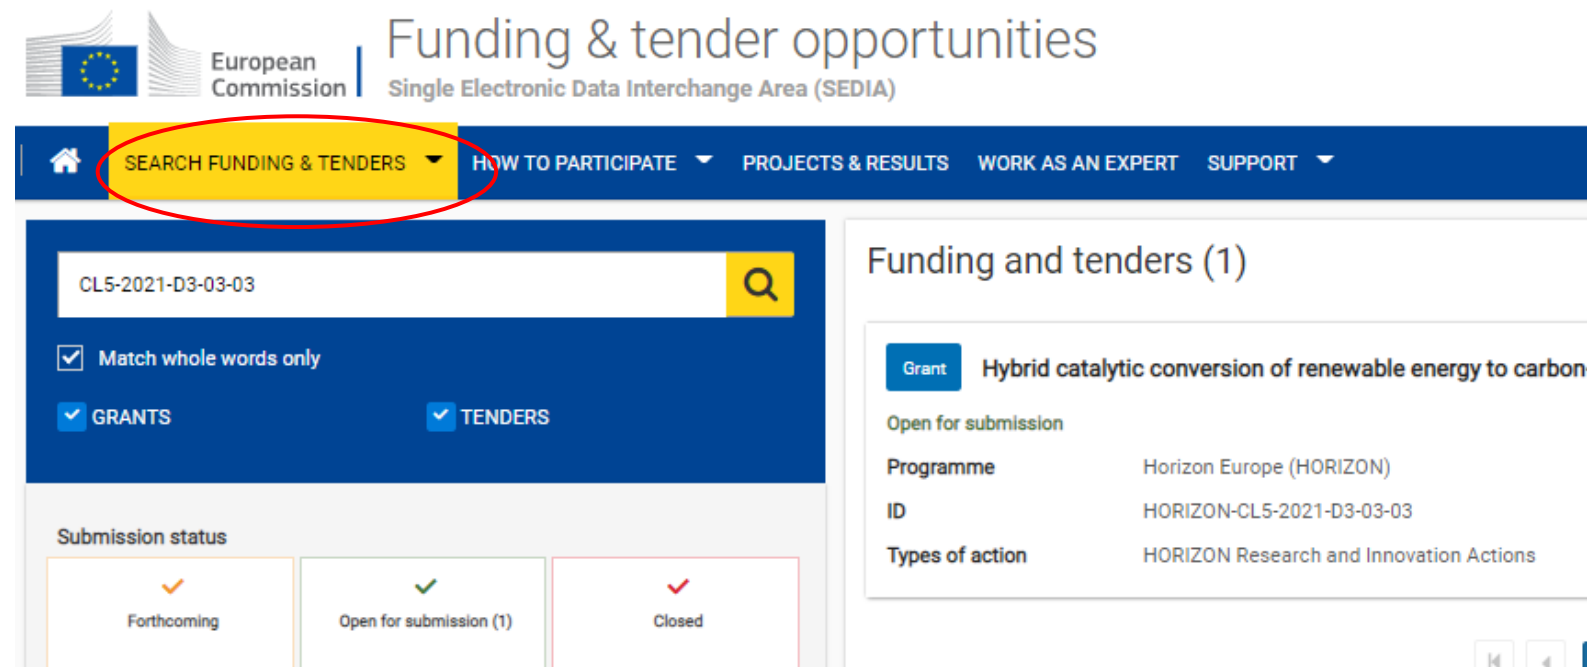 European
Commission
Funding & tender opportunities
Single Electronic Data Interchange Area (SEDIA)
SEARCH FUNDING & TENDERS HOW TO PARTICIPATE PROJECTS & RESULTS WORK AS AN EXPERT SUPPORT
CL5-2021-D3-03-03
Match whole words only
GRANTS TENDERS
Submission status
Forthcoming Open for submission (1) Closed
Funding and tenders (1)
Grant Hybrid catalytic conversion of renewable energy to carbon-
Open for submission
Programme Horizon Europe (HORIZON)
ID HORIZON-CL5-2021-D3-03-03
Types of action HORIZON Research and Innovation Actions